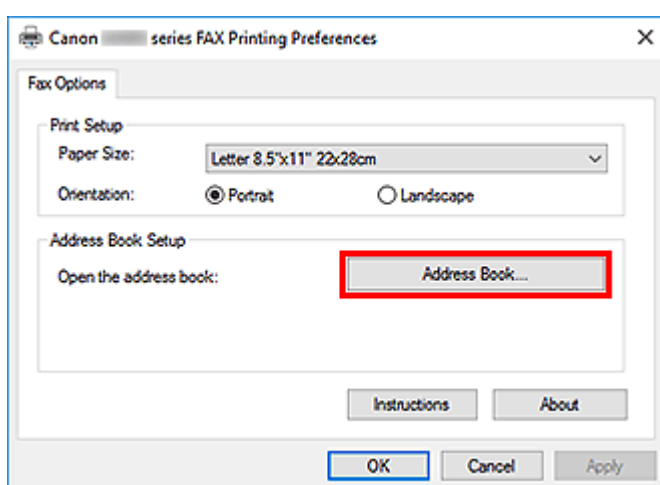 Canon series FAX Printing Preferences
Fax Options
Print Setup
Paper Size: Letter 8.5"x11" 22x28cm
Orientation: Portrait Landscape
Address Book Setup
Open the address book: Address Book...
Instructions About
OK Cancel Apply